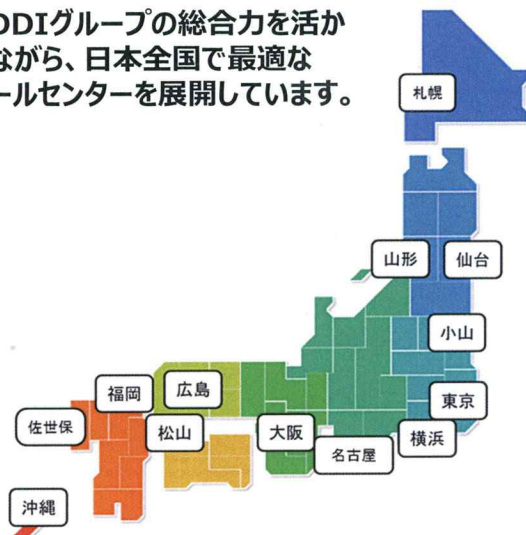 DDIグループの総合力を活か
ながら、日本全国で最適な
ールセンターを展開しています。
札幌
山形
仙台
小山
福岡
広島
東京
佐世保
松山
大阪
横浜
名古屋
沖縄